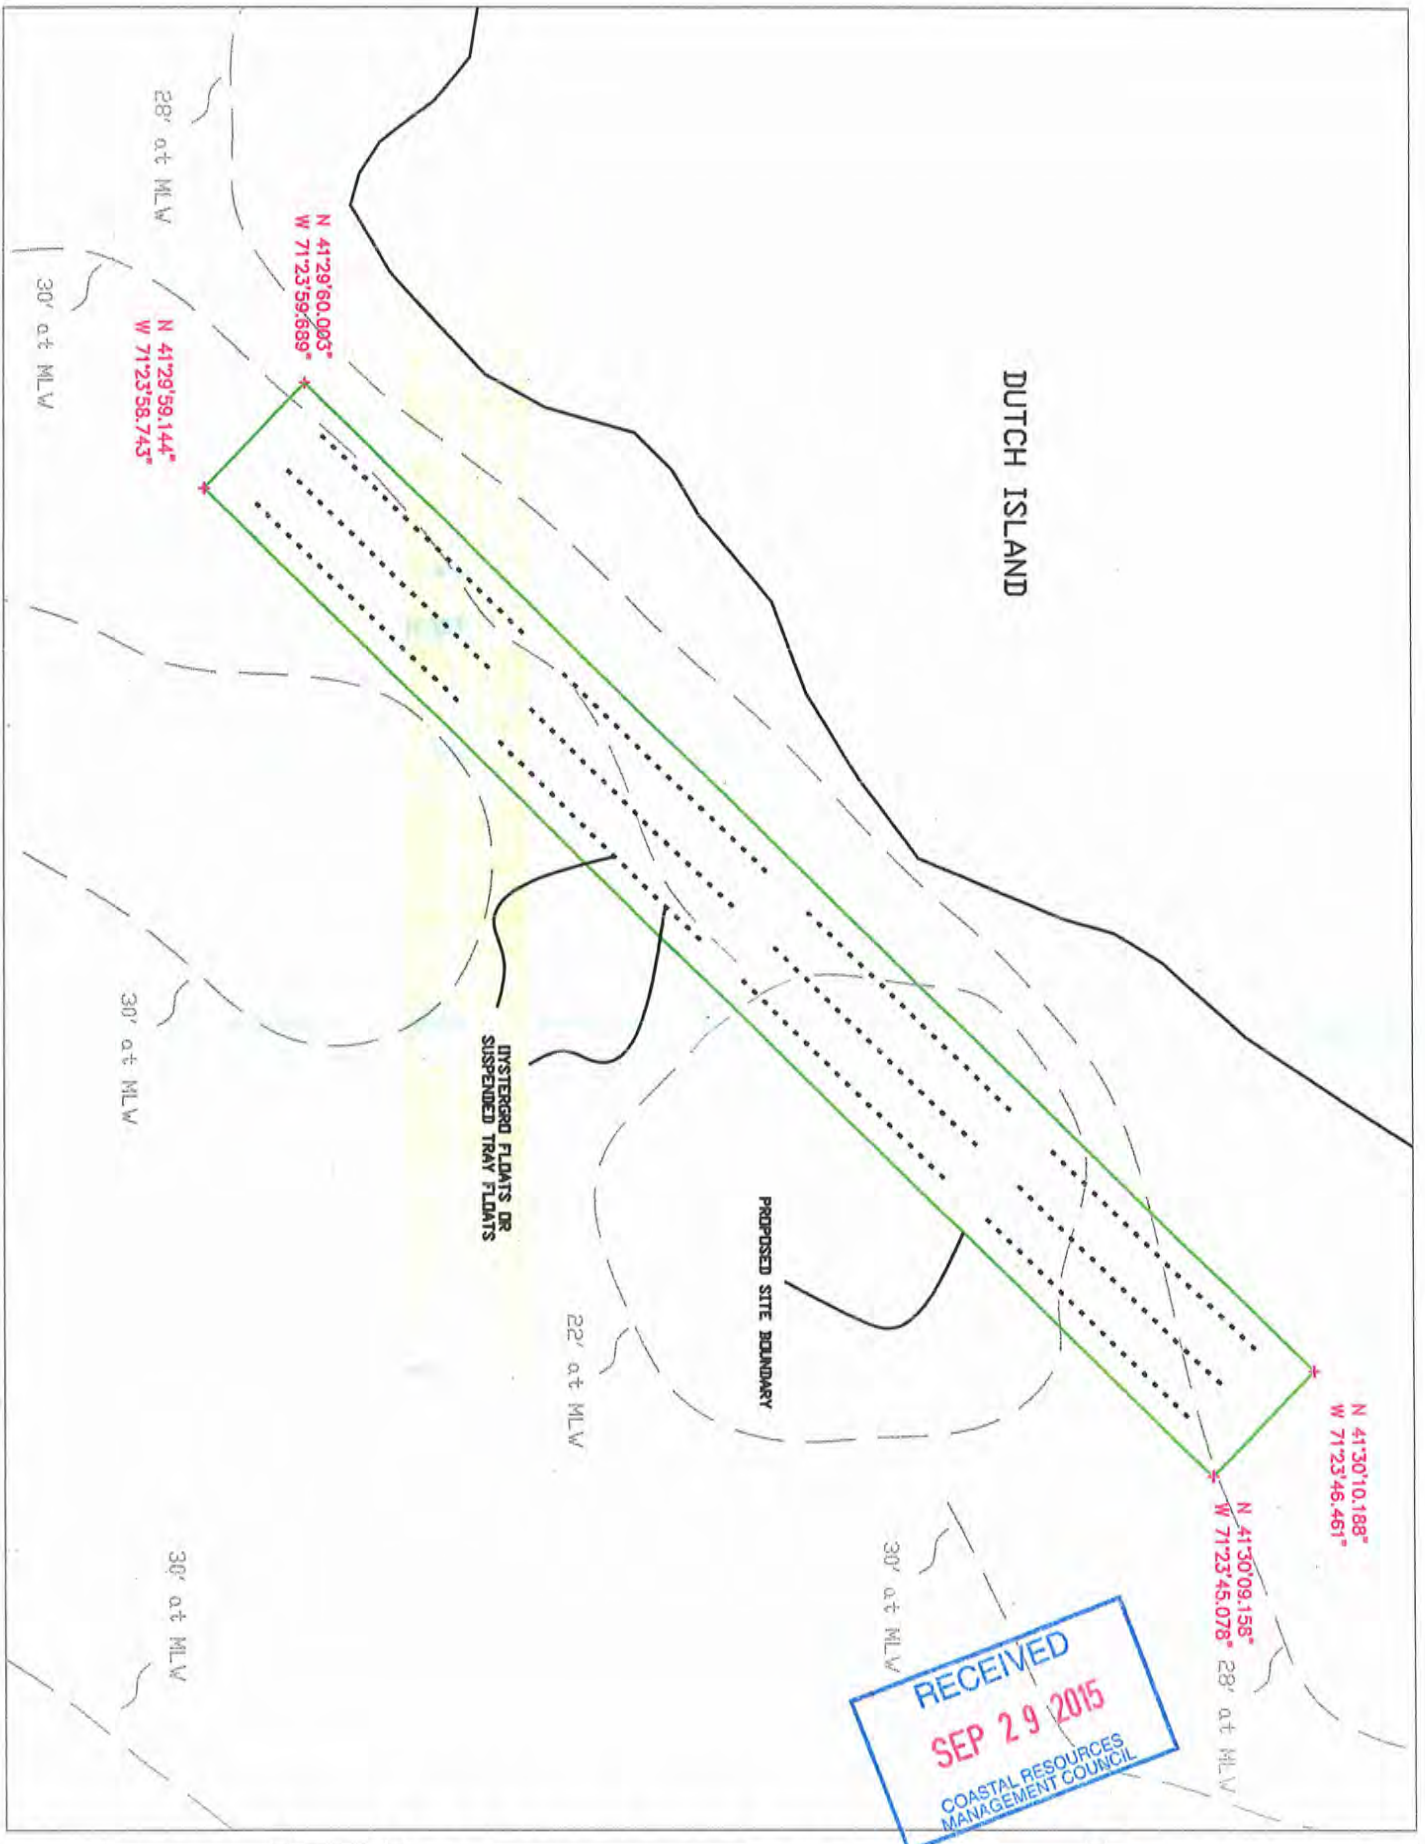 DUTCH ISLAND
28' at MLW
N 41°29'60.003"
W 71°23'59.689"
30' at MLW
N 41°29'59.144"
W 71°23'58.743"
30' at MLW
OYSTERGRO FLOATS OR
SUSPENDED TRAY FLOATS
PROPOSED SITE BOUNDARY
22' at MLW
N 41°30'10.188"
W 71°23'46.461"
N 41°30'09.158"
W 71°23'45.078"
28' at MLW
30' at MLW
30' at MLW
RECEIVED
SEP 29 2015
COASTAL RESOURCES
MANAGEMENT COUNCIL